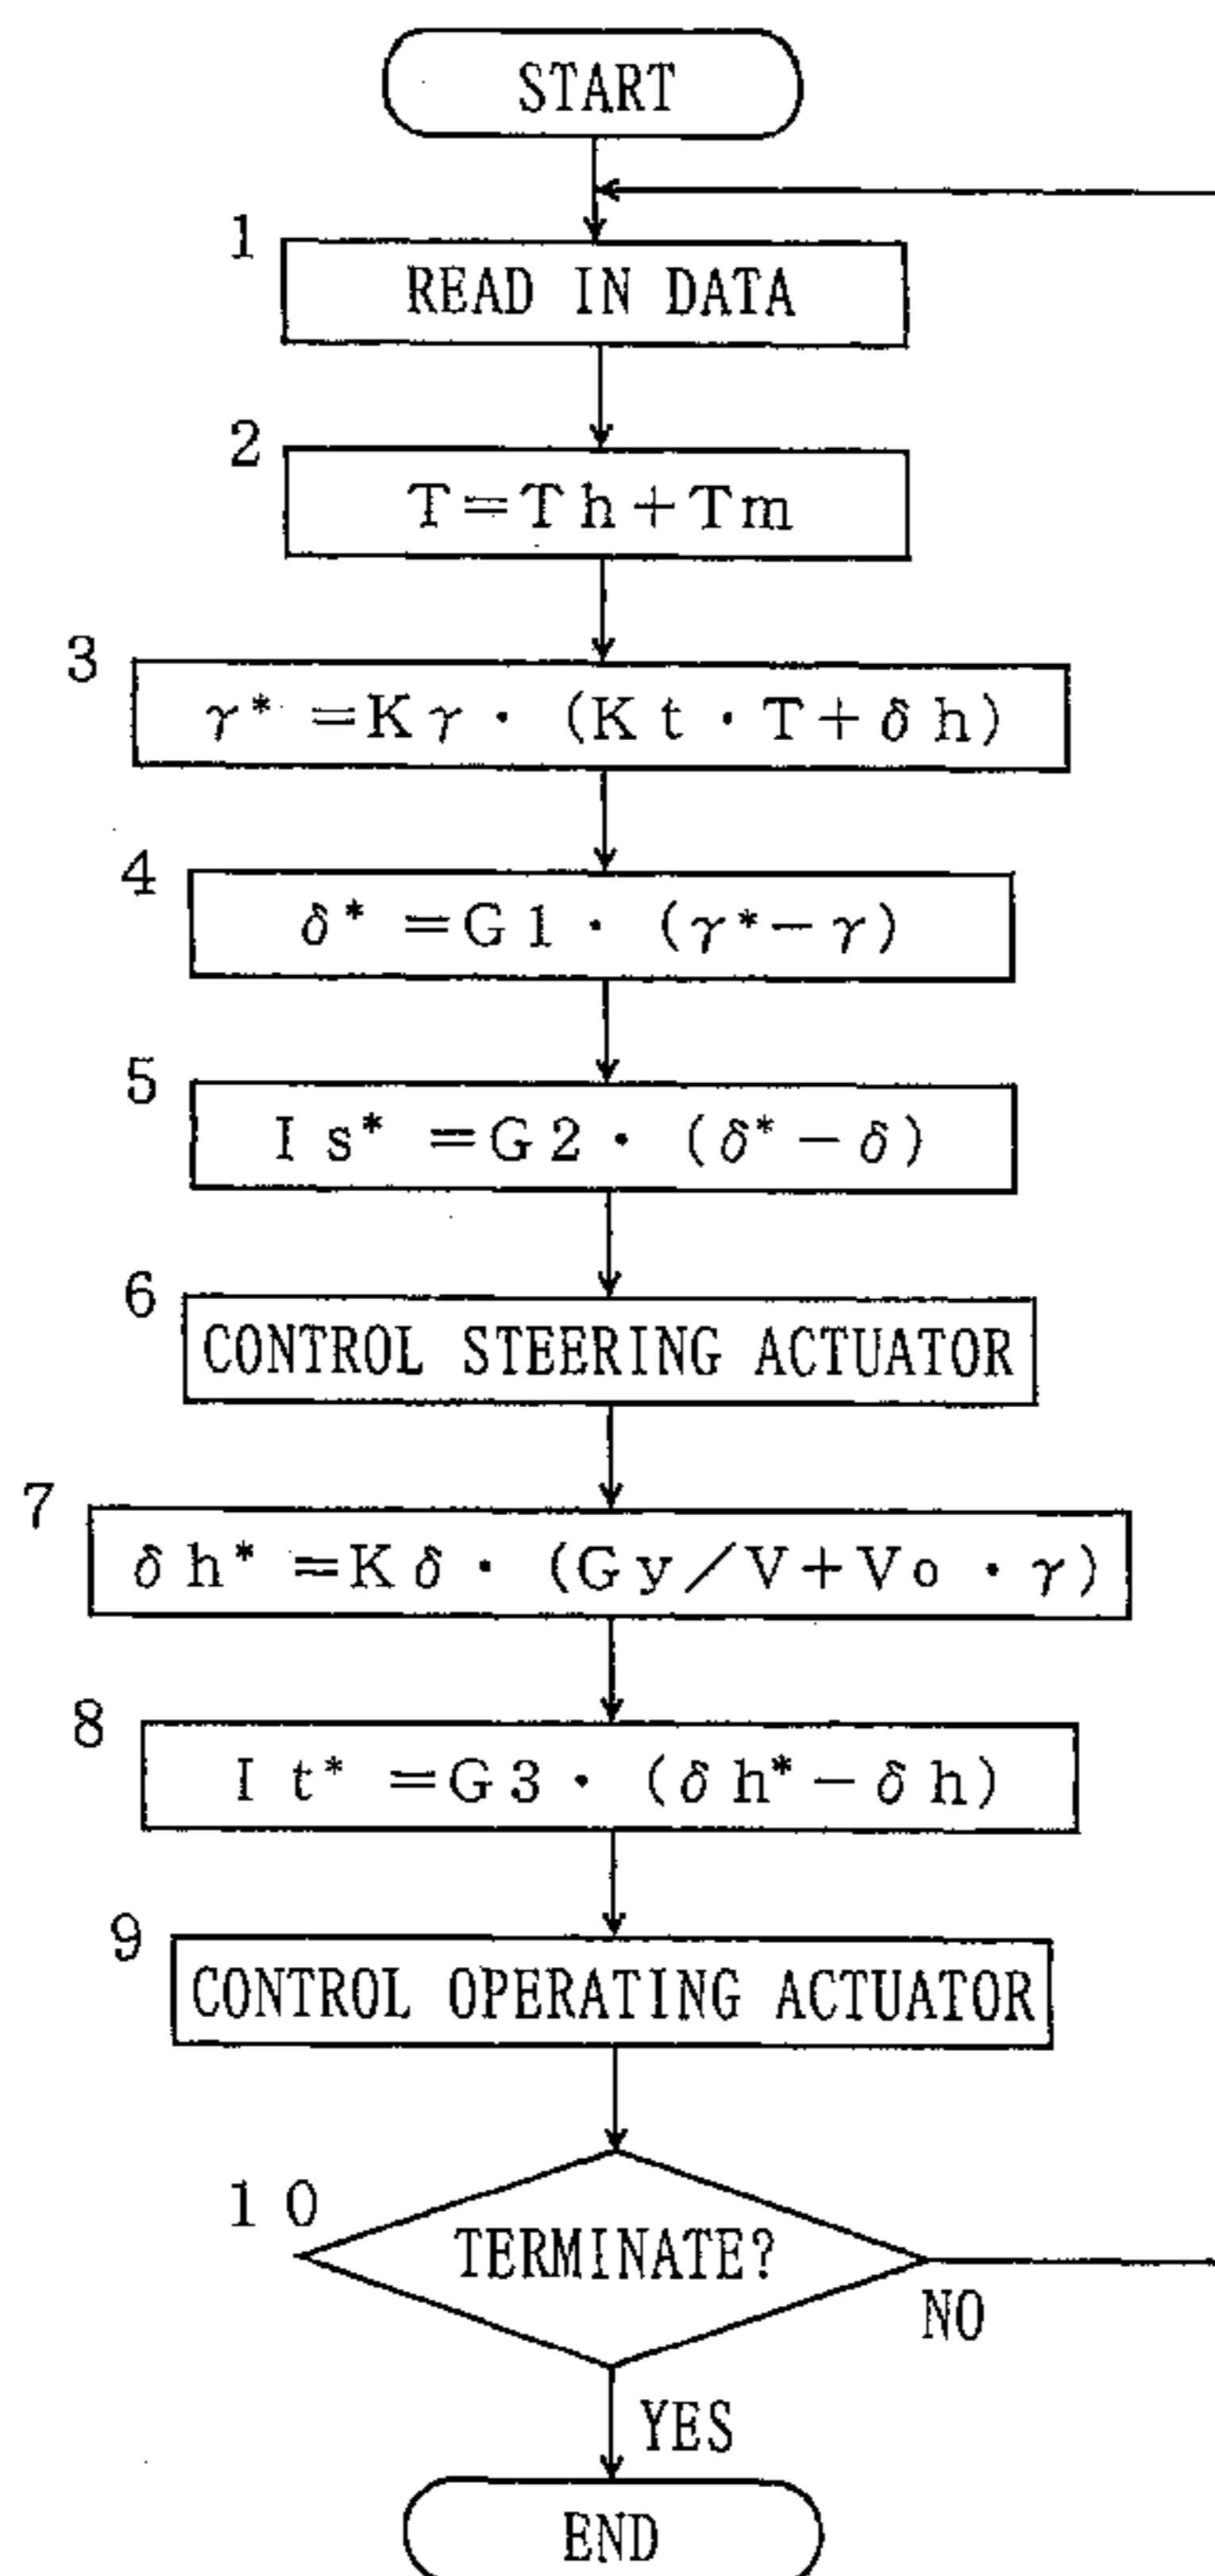 START
1
READ IN DATA
2
T=Th+Tm
3
γ* =Kγ・(Kt・T+δh)
4
δ* =G1・(γ*-γ)
5
Is* =G2・(δ*-δ)
6
CONTROL STEERING ACTUATOR
7
δh* =Kδ・(Gy/V+Vo・γ)
8
It* =G3・(δh*-δh)
9
CONTROL OPERATING ACTUATOR
10
TERMINATE?
NO
YES
END